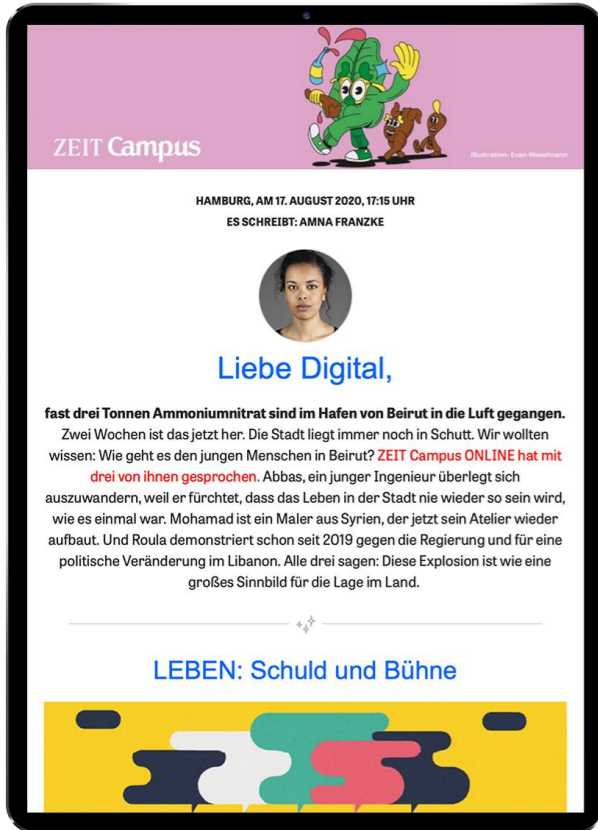 ZEIT Campus
Illustration: Evan Weselmann
HAMBURG, AM 17. AUGUST 2020, 17:15 UHR
ES SCHREIBT: AMNA FRANZKE
Liebe Digital,
fast drei Tonnen Ammoniumnitrat sind im Hafen von Beirut in die Luft gegangen.
Zwei Wochen ist das jetzt her. Die Stadt liegt immer noch in Schutt. Wir wollten
wissen: Wie geht es den jungen Menschen in Beirut? ZEIT Campus ONLINE hat mit
drei von ihnen gesprochen. Abbas, ein junger Ingenieur überlegt sich
auszuwandern, weil er fürchtet, dass das Leben in der Stadt nie wieder so sein wird,
wie es einmal war. Mohamad ist ein Maler aus Syrien, der jetzt sein Atelier wieder
aufbaut. Und Roula demonstriert schon seit 2019 gegen die Regierung und für eine
politische Veränderung im Libanon. Alle drei sagen: Diese Explosion ist wie eine
großes Sinnbild für die Lage im Land.
LEBEN: Schuld und Bühne